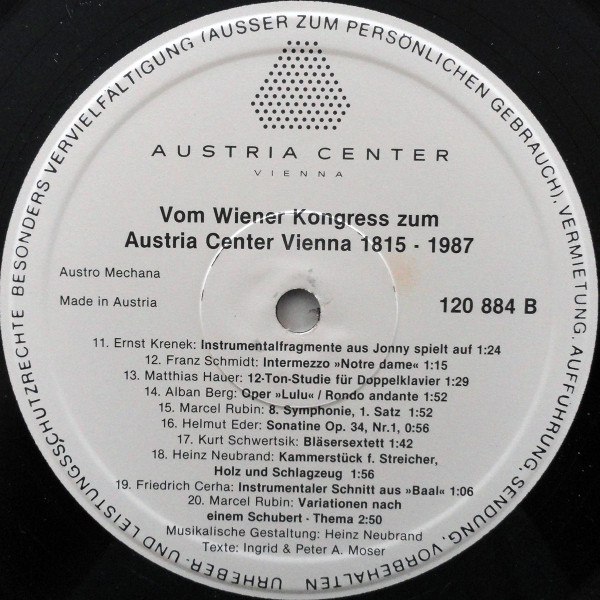 URHEBER- UND LEISTUNGSSCHUTZRECHTE BESONDERS VERVIELFÄLTIGUNG (AUSSER ZUM PERSÖNLICHEN GEBRAUCH), VERMIETUNG, AUFFÜHRUNG, SENDUNG, VORBEHALTEN
AUSTRIA CENTER
VIENNA
Vom Wiener Kongress zum
Austria Center Vienna 1815 - 1987
Austro Mechana
Made in Austria
120 884 B
11. Ernst Krenek: Instrumentalfragmente aus Jonny spielt auf 1:24
12. Franz Schmidt: Intermezzo »Notre dame« 1:15
13. Matthias Hauer: 12-Ton-Studie für Doppelklavier 1:29
14. Alban Berg: Oper »Lulu« / Rondo andante 1:52
15. Marcel Rubin: 8. Symphonie, 1. Satz 1:52
16. Helmut Eder: Sonatine Op. 34, Nr.1, 0:56
17. Kurt Schwertsik: Bläsersextett 1:42
18. Heinz Neubrand: Kammerstück f. Streicher,
Holz und Schlagzeug 1:56
19. Friedrich Cerha: Instrumentaler Schnitt aus »Baal« 1:06
20. Marcel Rubin: Variationen nach
einem Schubert - Thema 2:50
Musikalische Gestaltung: Heinz Neubrand
Texte: Ingrid & Peter A. Moser